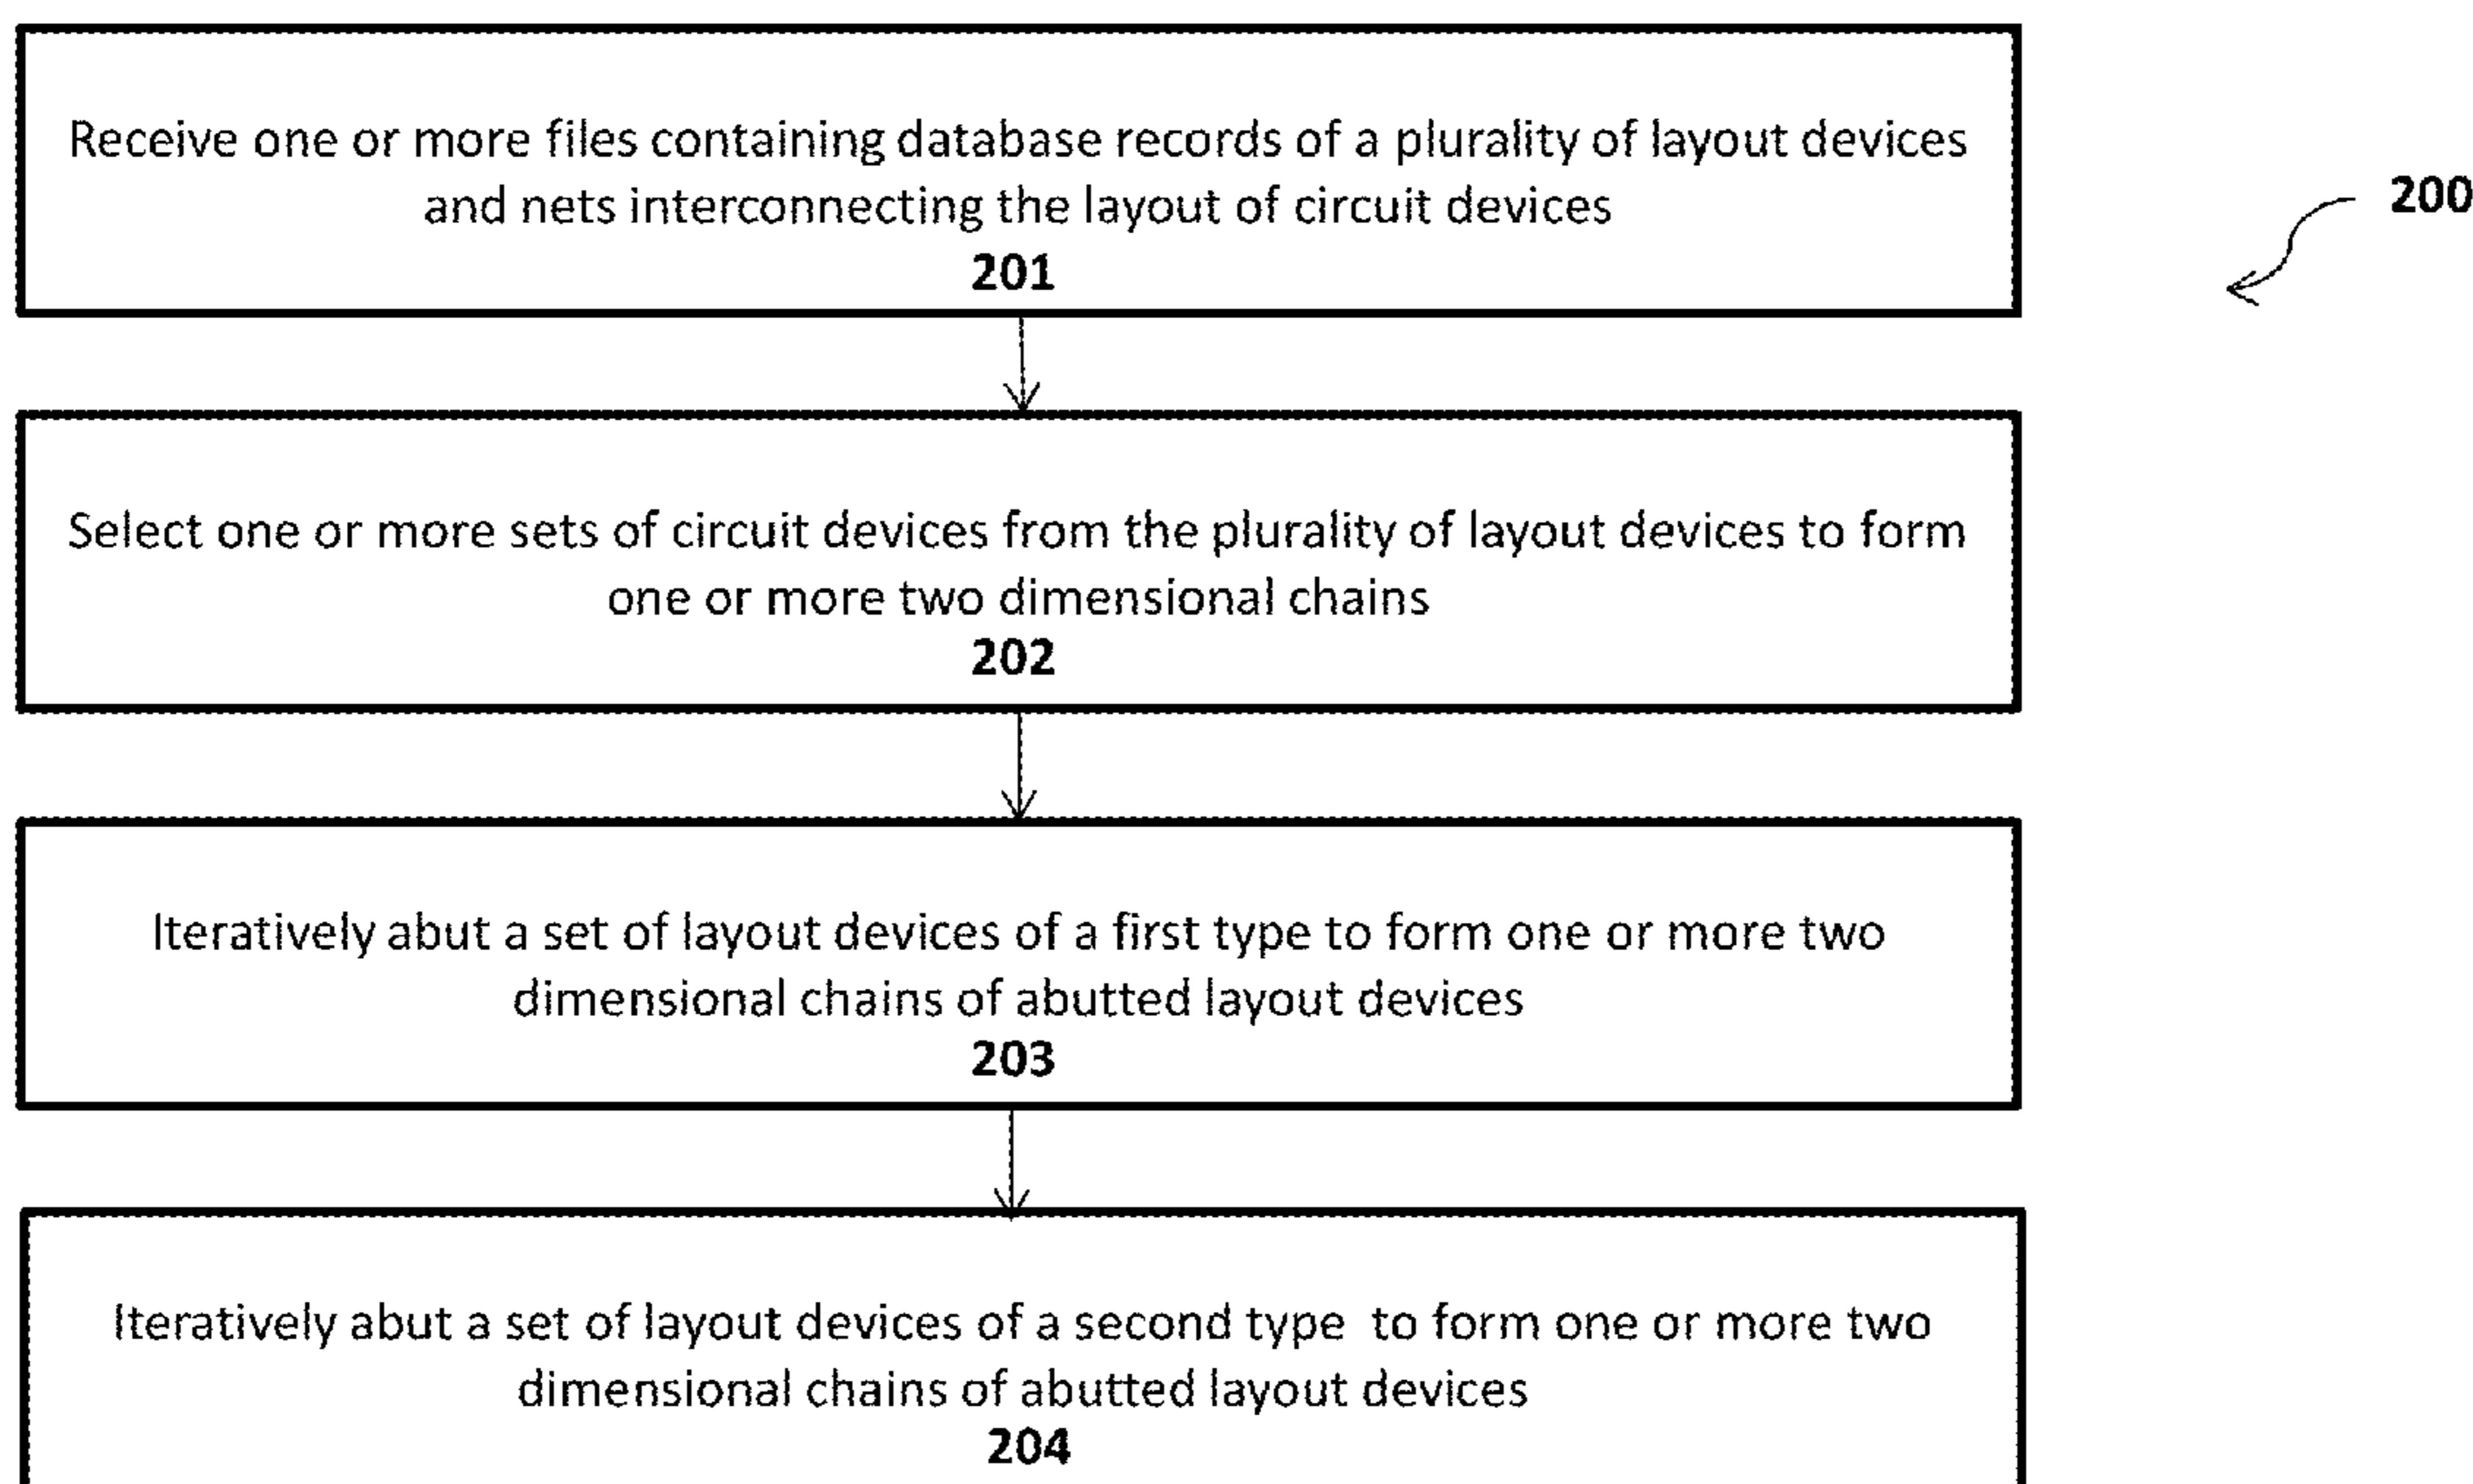 Receive one or more files containing database records of a plurality of layout devices
and nets interconnecting the layout of circuit devices
201
200
Select one or more sets of circuit devices from the plurality of layout devices to form
one or more two dimensional chains
202
Iteratively abut a set of layout devices of a first type to form one or more two
dimensional chains of abutted layout devices
203
Iteratively abut a set of layout devices of a second type  to form one or more two
dimensional chains of abutted layout devices
204